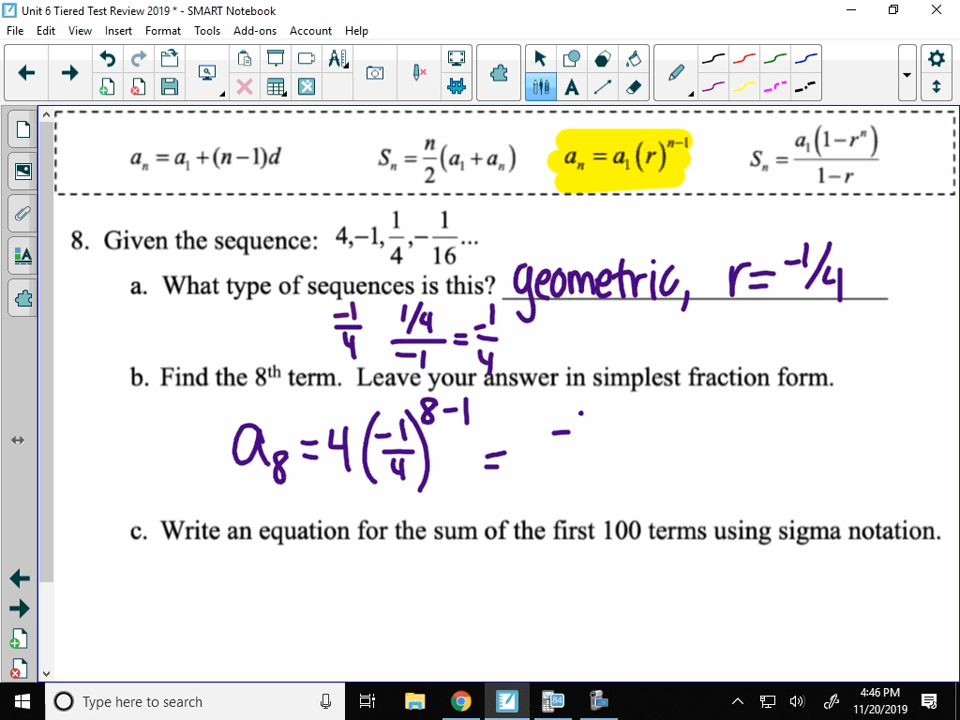 Unit 6 Tiered Test Review 2019 * - SMART Notebook
File Edit View Insert Format Tools Add-ons Account Help
aₙ = a₁ + (n−1)d Sₙ = n/2 (a₁ + aₙ) aₙ = a₁(r)ⁿ⁻¹ Sₙ = a₁(1−rⁿ)/1−r
8. Given the sequence: 4,−1, 1/4, −1/16...
a. What type of sequences is this? geometric, r = -1/4
-1/4 (1/4)/-1 = -1/4
b. Find the 8th term. Leave your answer in simplest fraction form.
a₈ = 4(-1/4)⁸⁻¹ = -
c. Write an equation for the sum of the first 100 terms using sigma notation.
Type here to search
4:46 PM
11/20/2019